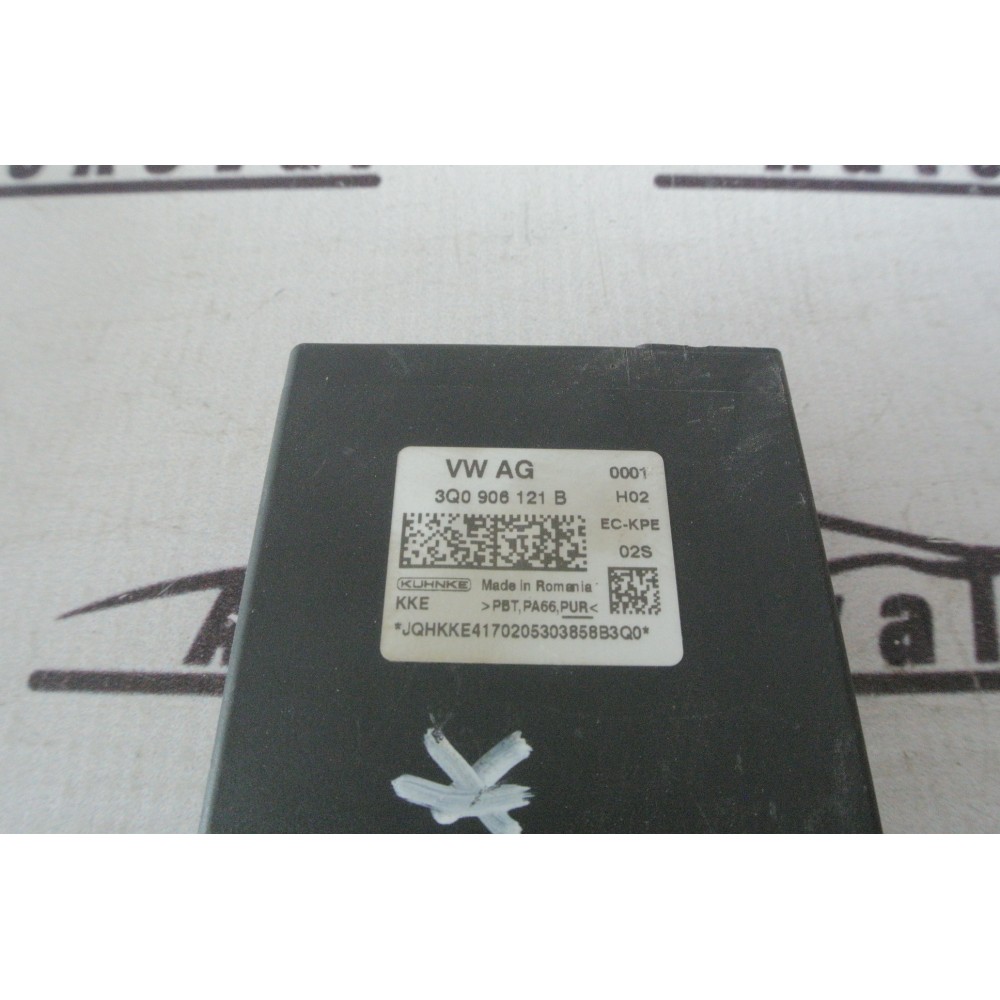 VW AG 0001
3Q0 906 121 B H02
EC-KPE
02S
KUHNKE Made in Romania
KKE >PBT,PA66,PUR<
*JQHKKE4170205303858B3Q0*